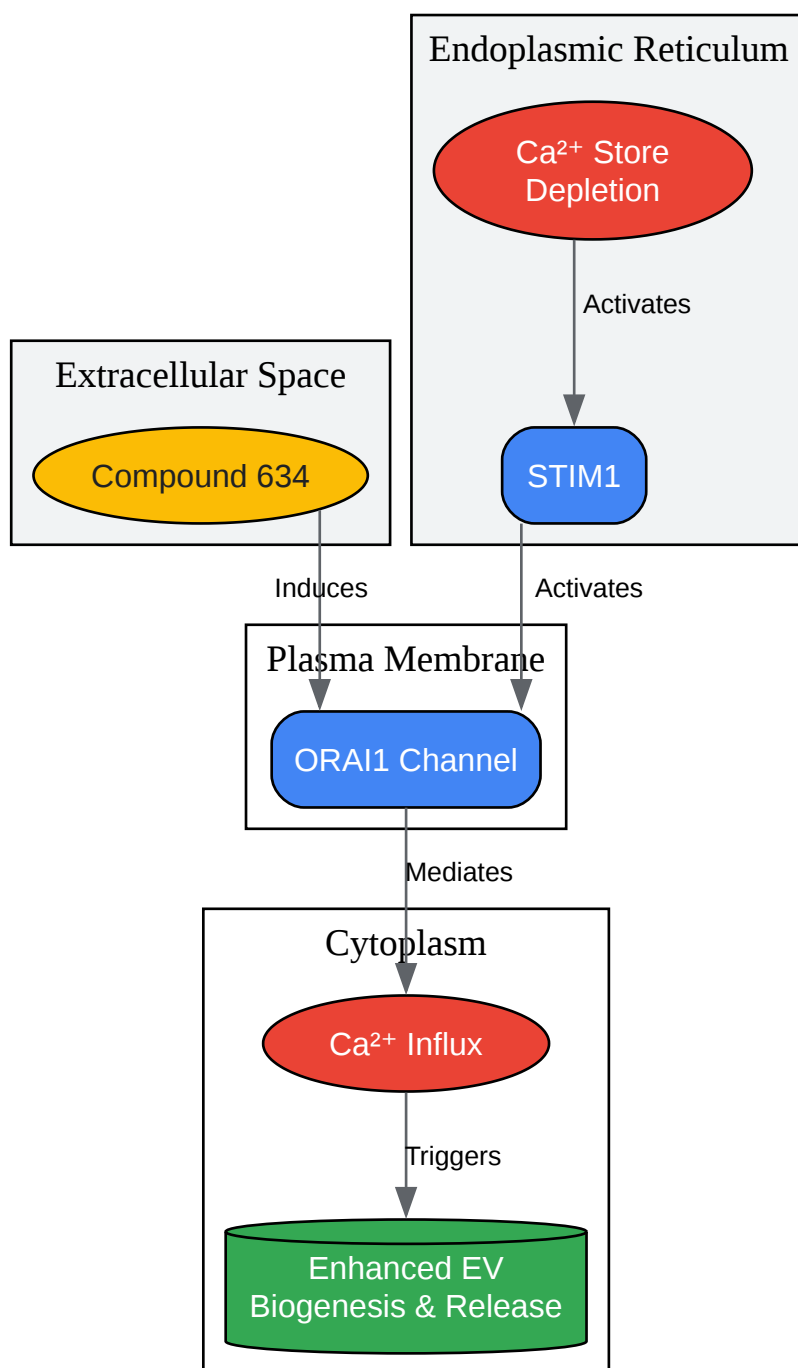 Endoplasmic Reticulum
Ca²⁺ Store
Depletion
Activates
Extracellular Space
Compound 634
STIM1
Induces
Activates
Plasma Membrane
ORAI1 Channel
Mediates
Cytoplasm
Ca²⁺ Influx
Triggers
Enhanced EV
Biogenesis & Release